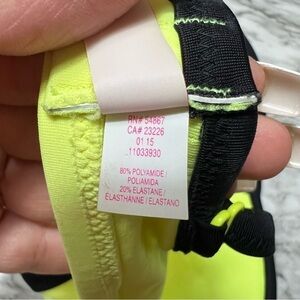 RN# 54867
CA# 23226
01 15
11033930
80% POLYAMIDE /
POLIAMIDA
20% ELASTANE /
ELASTHANNE / ELASTANO